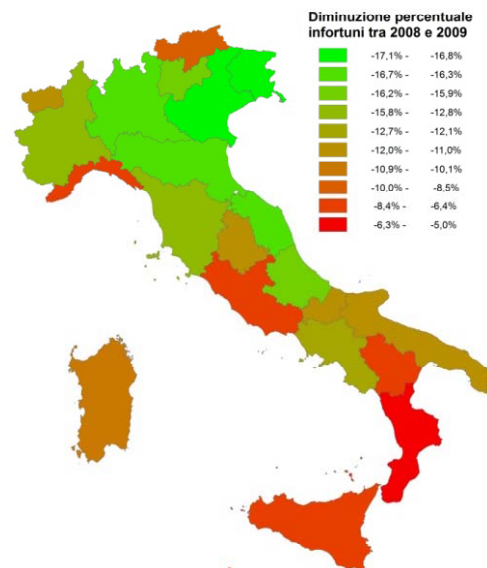 Diminuzione percentuale
infortuni tra 2008 e 2009
-17,1% - -16,8%
-16,7% - -16,3%
-16,2% - -15,9%
-15,8% - -12,8%
-12,7% - -12,1%
-12,0% - -11,0%
-10,9% - -10,1%
-10,0% - -8,5%
-8,4% - -6,4%
-6,3% - -5,0%